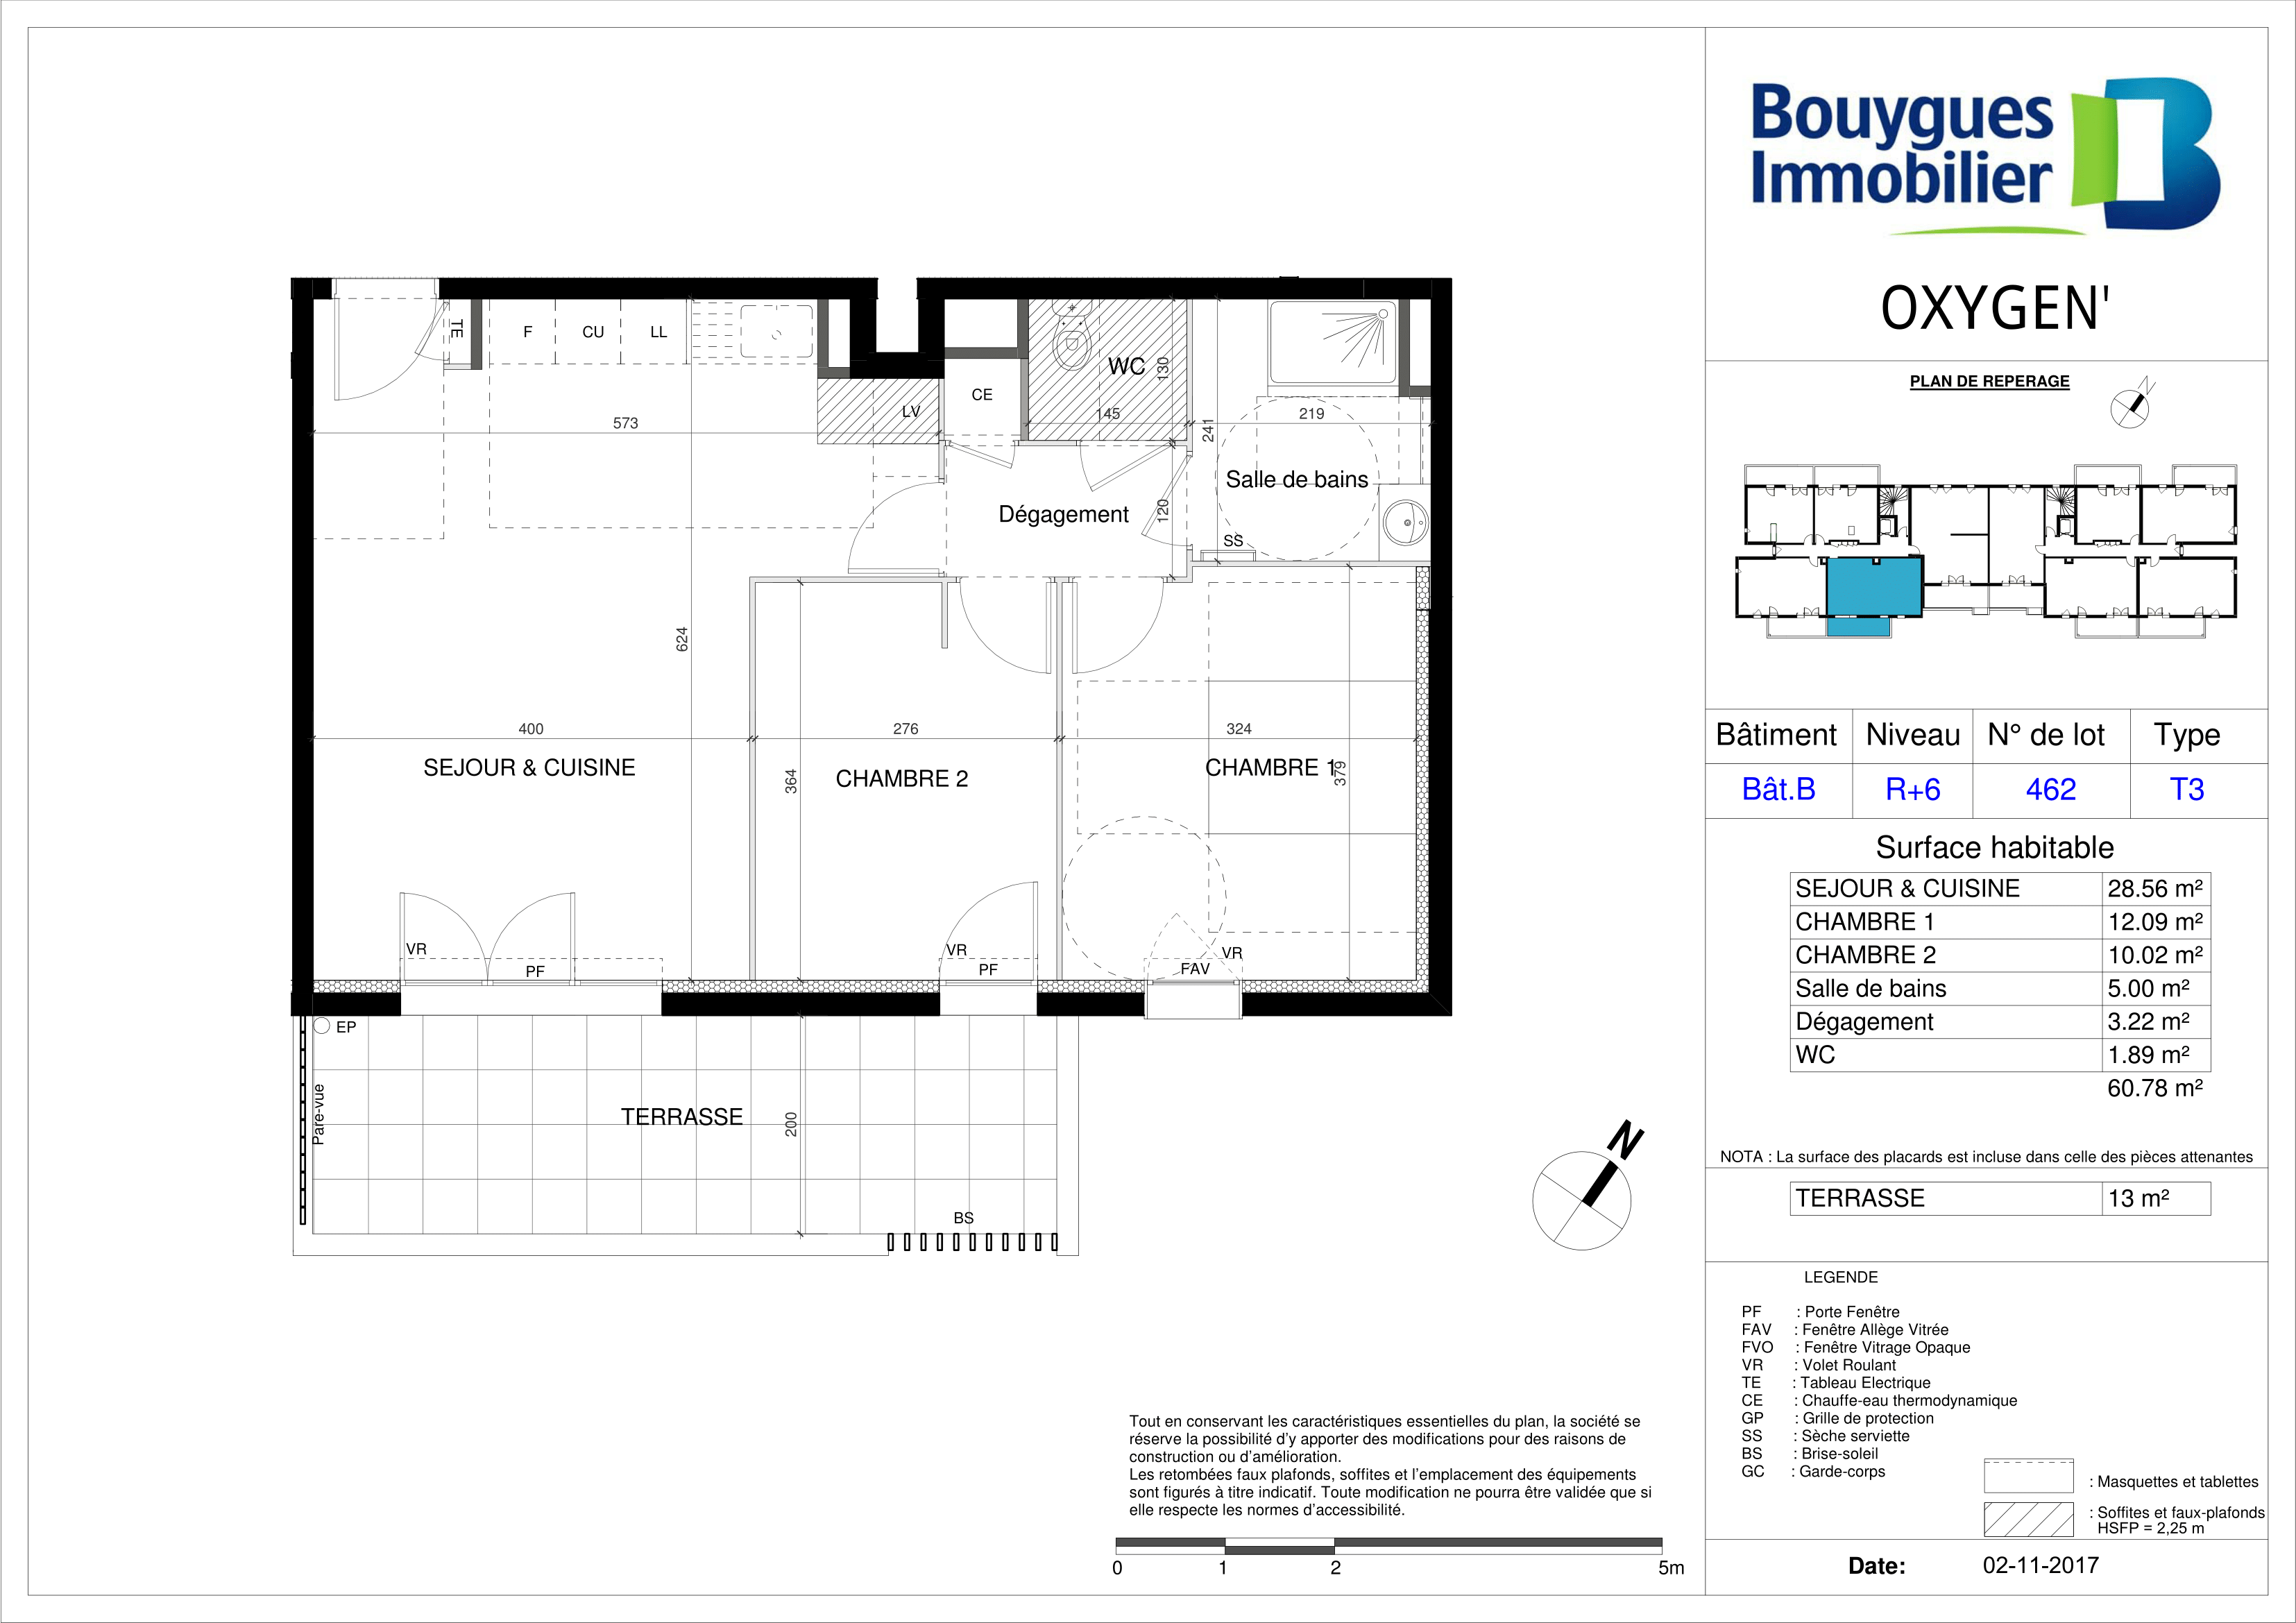 Bouygues
Immobilier
OXYGEN'
PLAN DE REPERAGE
N
Bâtiment Niveau N° de lot Type
Bât.B R+6 462 T3
Surface habitable
SEJOUR & CUISINE 28.56 m²
CHAMBRE 1 12.09 m²
CHAMBRE 2 10.02 m²
Salle de bains 5.00 m²
Dégagement 3.22 m²
WC 1.89 m²
60.78 m²
NOTA : La surface des placards est incluse dans celle des pièces attenantes
TERRASSE 13 m²
LEGENDE
PF : Porte Fenêtre
FAV : Fenêtre Allège Vitrée
FVO : Fenêtre Vitrage Opaque
VR : Volet Roulant
TE : Tableau Electrique
CE : Chauffe-eau thermodynamique
GP : Grille de protection
SS : Sèche serviette
BS : Brise-soleil
GC : Garde-corps
: Masquettes et tablettes
: Soffites et faux-plafonds
HSFP = 2,25 m
Date: 02-11-2017
TE
F CU LL
WC
130
CE
LV
145
219
573
241
Salle de bains
Dégagement
120
SS
624
400
276
324
SEJOUR & CUISINE
CHAMBRE 2
CHAMBRE 1
364
379
VR
PF
VR
PF
VR
FAV
EP
Pare-vue
TERRASSE
200
BS
N
Tout en conservant les caractéristiques essentielles du plan, la société se
réserve la possibilité d'y apporter des modifications pour des raisons de
construction ou d'amélioration.
Les retombées faux plafonds, soffites et l'emplacement des équipements
sont figurés à titre indicatif. Toute modification ne pourra être validée que si
elle respecte les normes d'accessibilité.
0 1 2 5m